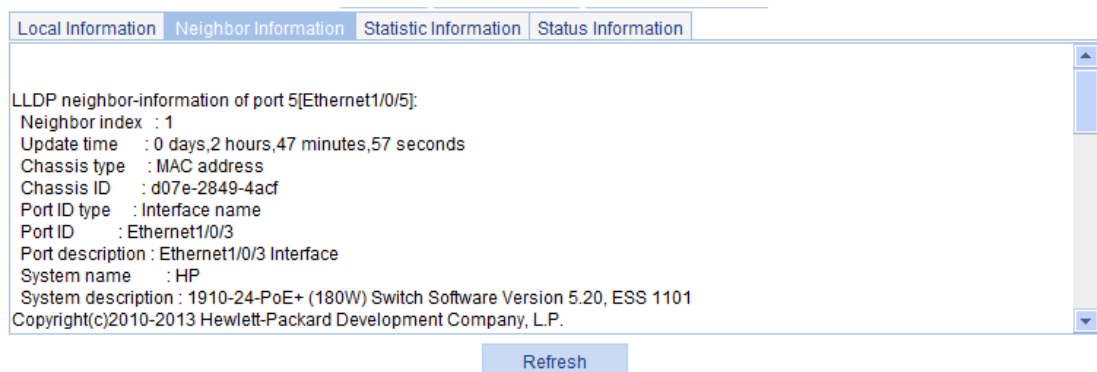 Local Information Neighbor Information Statistic Information Status Information
LLDP neighbor-information of port 5[Ethernet1/0/5]:
Neighbor index : 1
Update time : 0 days,2 hours,47 minutes,57 seconds
Chassis type : MAC address
Chassis ID : d07e-2849-4acf
Port ID type : Interface name
Port ID : Ethernet1/0/3
Port description : Ethernet1/0/3 Interface
System name : HP
System description : 1910-24-PoE+ (180W) Switch Software Version 5.20, ESS 1101
Copyright(c)2010-2013 Hewlett-Packard Development Company, L.P.
Refresh